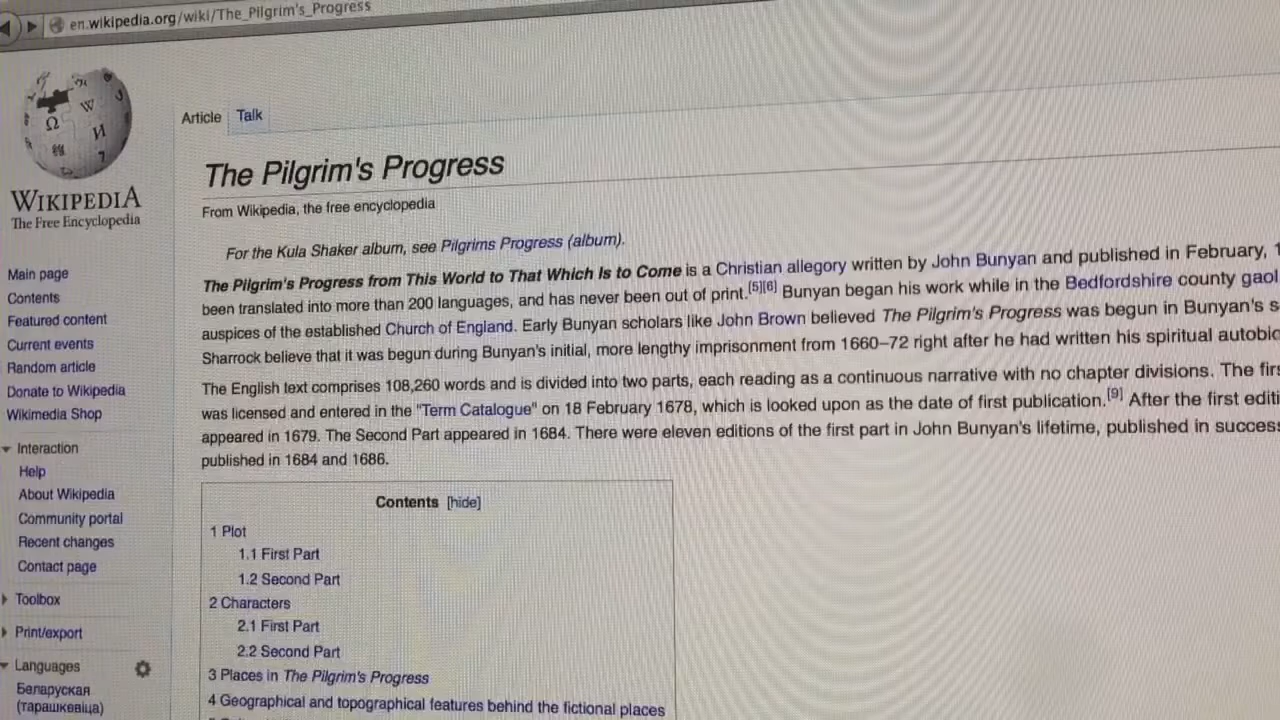 en.wikipedia.org/wiki/The_Pilgrim's_Progress
WIKIPEDIA
The Free Encyclopedia
Main page
Contents
Featured content
Current events
Random article
Donate to Wikipedia
Wikimedia Shop
Interaction
Help
About Wikipedia
Community portal
Recent changes
Contact page
Toolbox
Print/export
Languages
Беларуская
(тарашкевіца)
Article Talk
The Pilgrim's Progress
From Wikipedia, the free encyclopedia
For the Kula Shaker album, see Pilgrims Progress (album).
The Pilgrim's Progress from This World to That Which Is to Come is a Christian allegory written by John Bunyan and published in February, 1
been translated into more than 200 languages, and has never been out of print.[5][6] Bunyan began his work while in the Bedfordshire county gaol
auspices of the established Church of England. Early Bunyan scholars like John Brown believed The Pilgrim's Progress was begun in Bunyan's s
Sharrock believe that it was begun during Bunyan's initial, more lengthy imprisonment from 1660–72 right after he had written his spiritual autobio
The English text comprises 108,260 words and is divided into two parts, each reading as a continuous narrative with no chapter divisions. The firs
was licensed and entered in the "Term Catalogue" on 18 February 1678, which is looked upon as the date of first publication.[9] After the first editi
appeared in 1679. The Second Part appeared in 1684. There were eleven editions of the first part in John Bunyan's lifetime, published in success
published in 1684 and 1686.
Contents [hide]
1 Plot
1.1 First Part
1.2 Second Part
2 Characters
2.1 First Part
2.2 Second Part
3 Places in The Pilgrim's Progress
4 Geographical and topographical features behind the fictional places